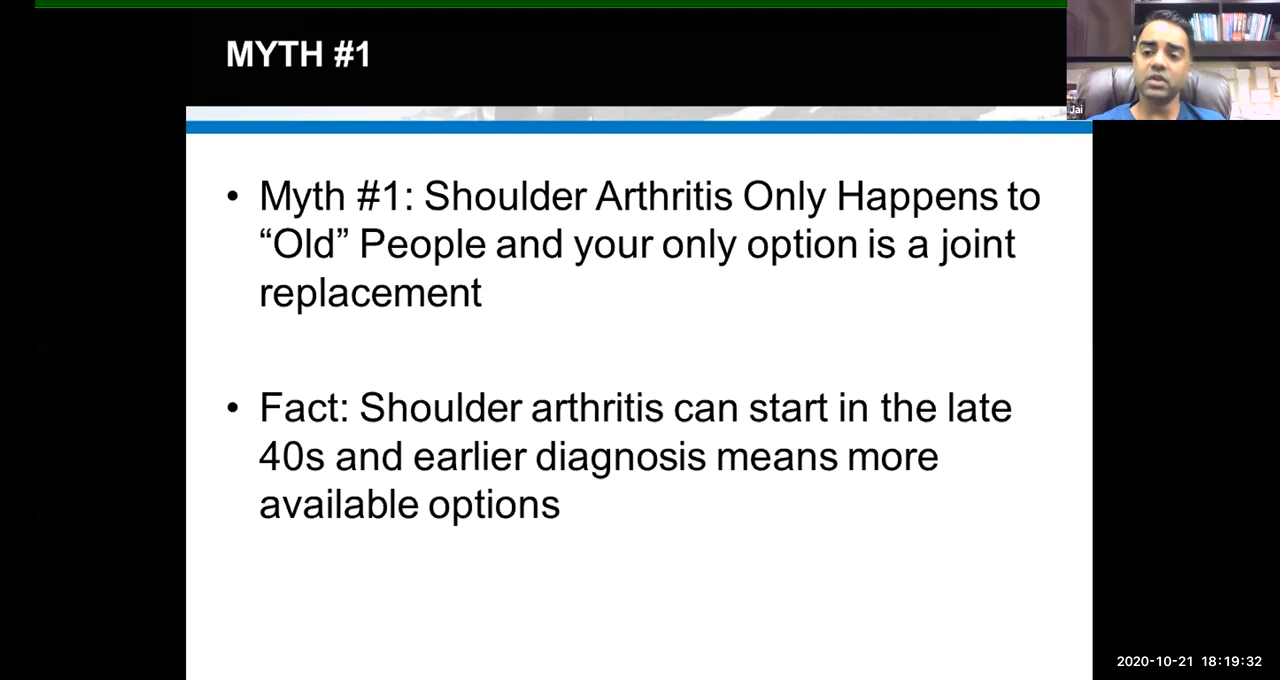 MYTH #1
Jai
• Myth #1: Shoulder Arthritis Only Happens to
“Old” People and your only option is a joint
replacement
• Fact: Shoulder arthritis can start in the late
40s and earlier diagnosis means more
available options
2020-10-21 18:19:32